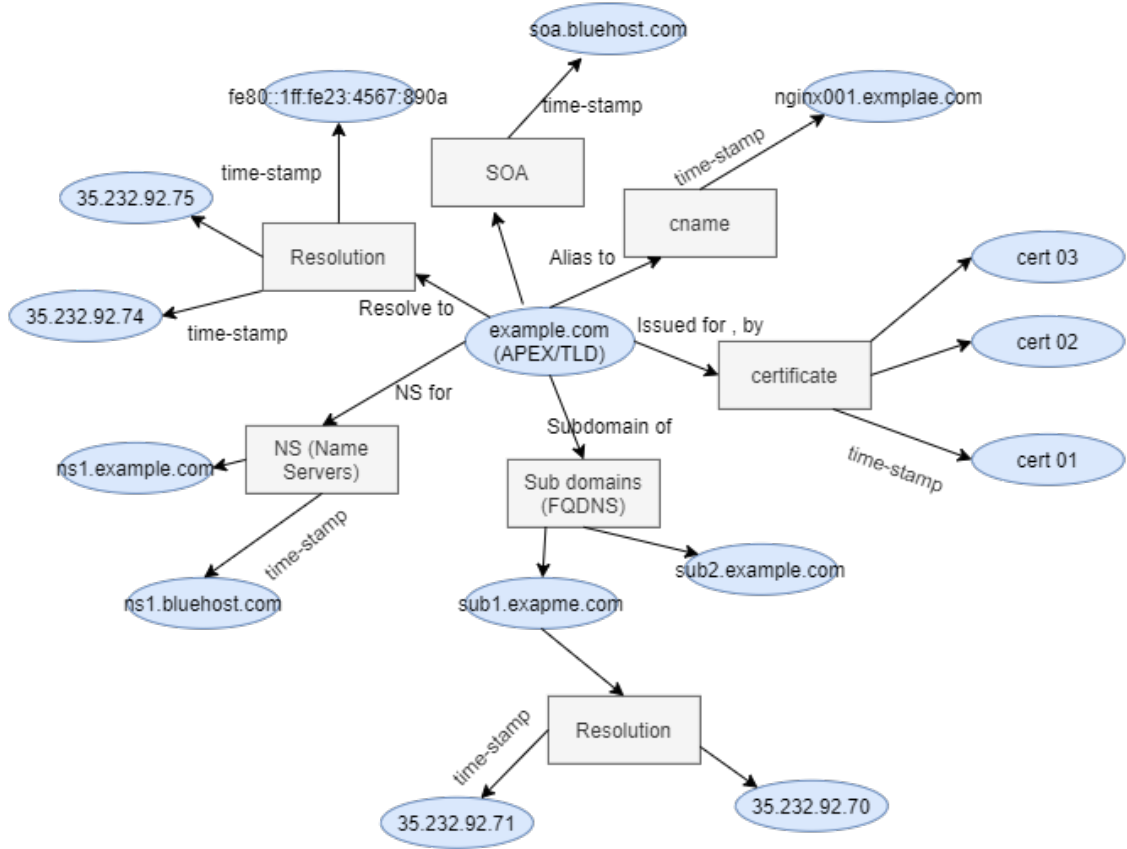 soa.bluehost.com
fe80::1ff:fe23:4567:890a
time-stamp
nginx001.exmplae.com
time-stamp
time-stamp
SOA
35.232.92.75
cname
Resolution
Alias to
cert 03
Resolve to
35.232.92.74
time-stamp
example.com
(APEX/TLD)
Issued for , by
cert 02
certificate
NS for
Subdomain of
NS (Name
Servers)
ns1.example.com
cert 01
time-stamp
Sub domains
(FQDNS)
time-stamp
sub2.example.com
ns1.bluehost.com
sub1.exapme.com
Resolution
time-stamp
35.232.92.70
35.232.92.71